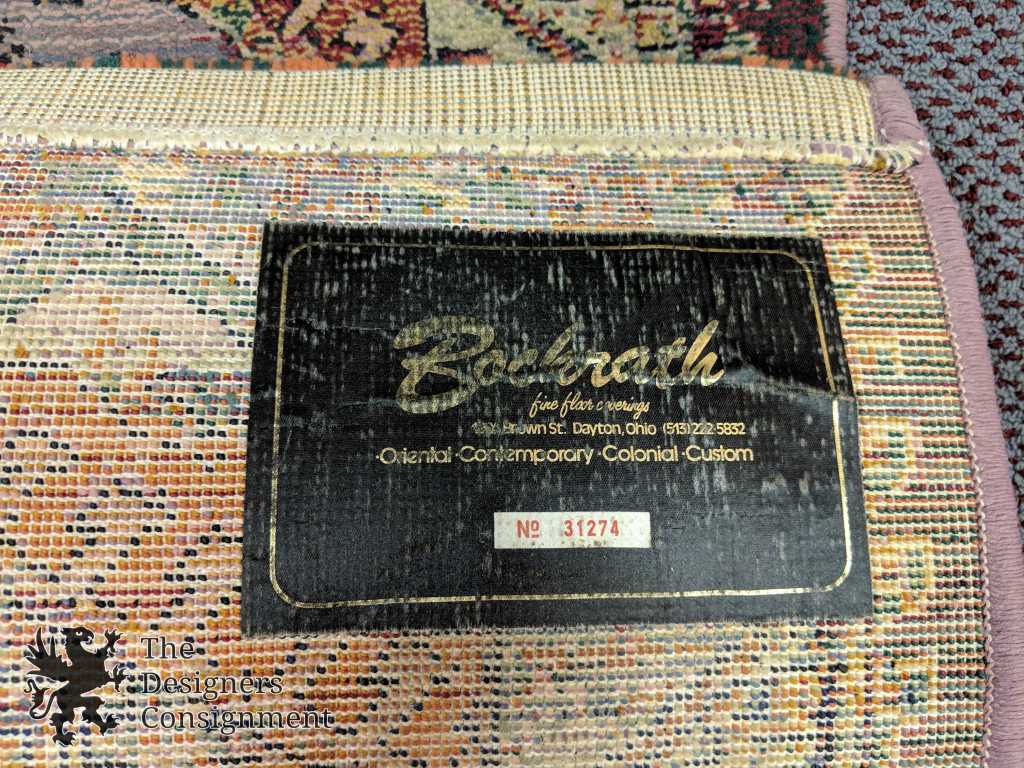 Bockrath
fine floor coverings
Brown St. Dayton, Ohio (513) 222-5832
·Oriental·Contemporary·Colonial·Custom
Nº 31274
The
Designers
Consignment